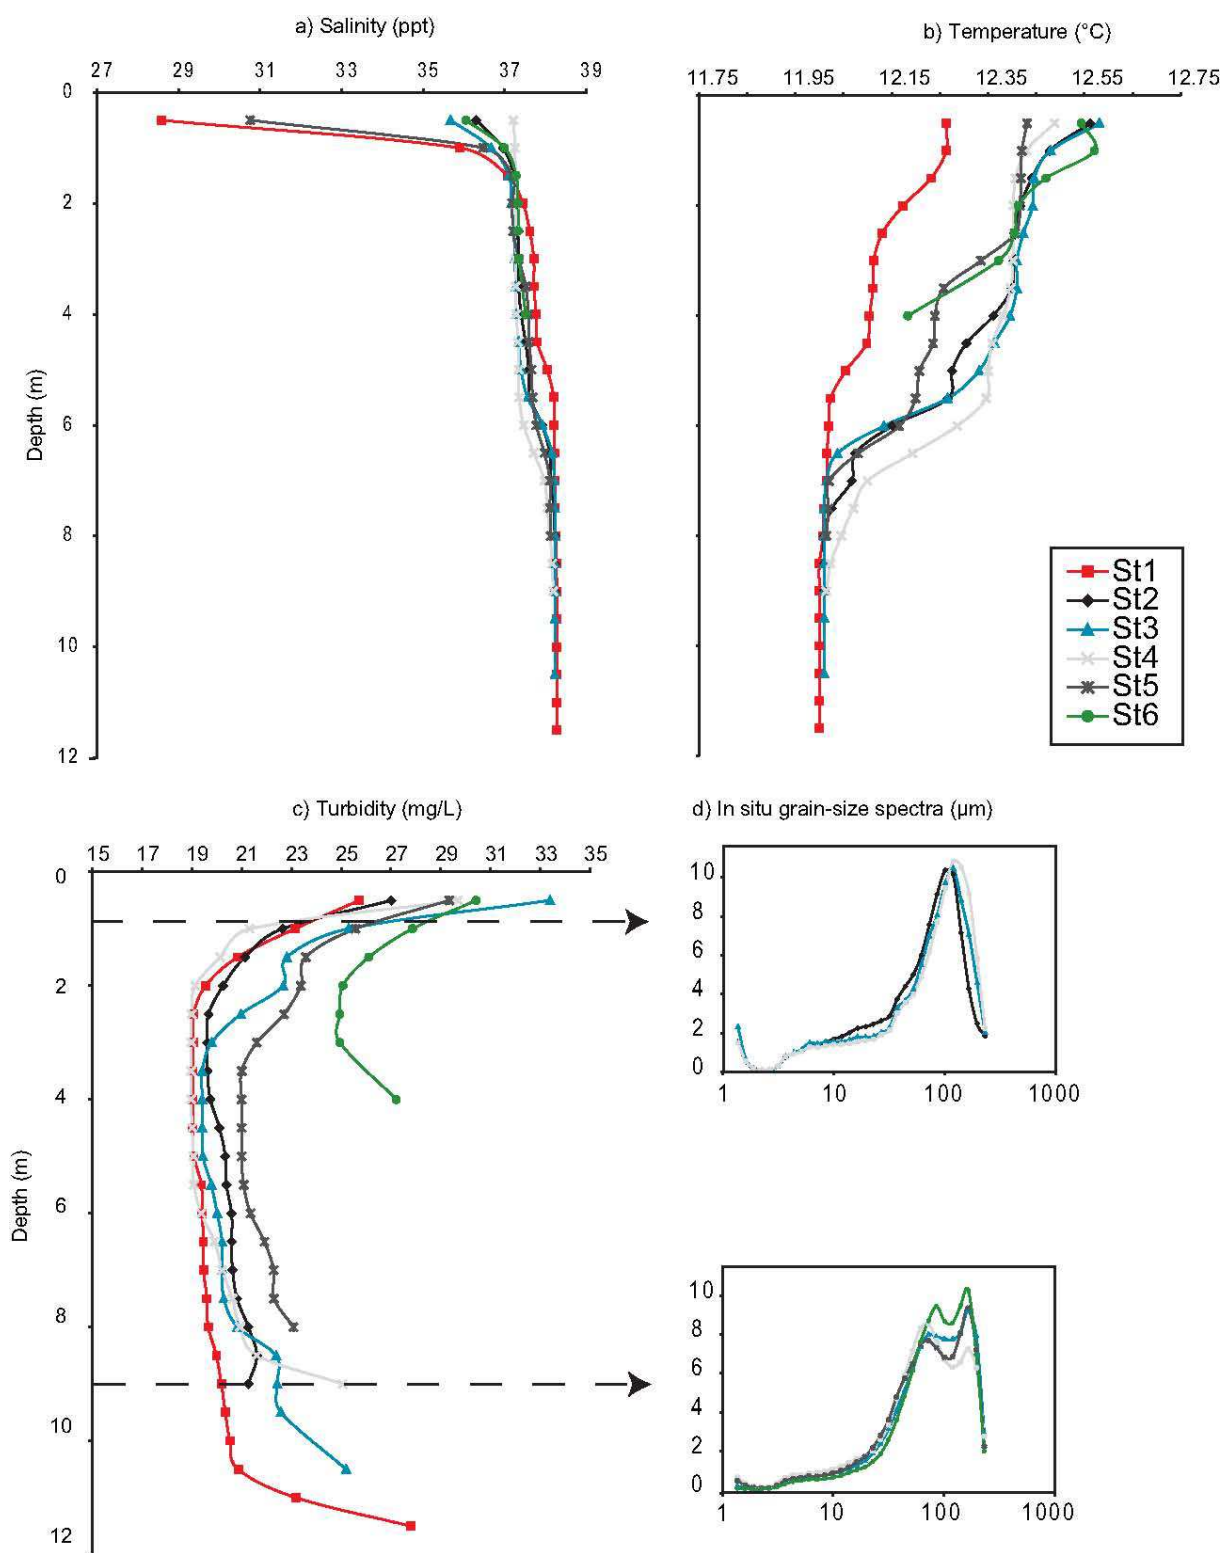 a) Salinity (ppt)
27 29 31 33 35 37 39
0
2
4
6
8
10
12
Depth (m)
b) Temperature (°C)
11.75 11.95 12.15 12.35 12.55 12.75
St1
St2
St3
St4
St5
St6
c) Turbidity (mg/L)
15 17 19 21 23 25 27 29 31 33 35
0
2
4
6
8
10
12
Depth (m)
d) In situ grain-size spectra (µm)
10
8
6
4
2
0
1 10 100 1000
10
8
6
4
2
0
1 10 100 1000